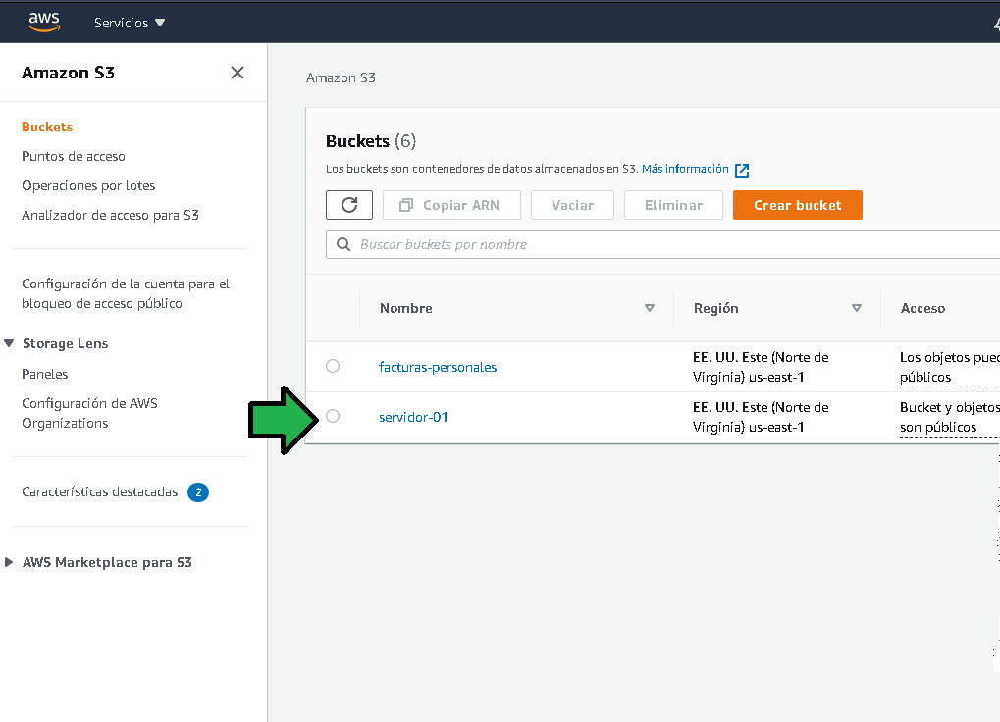 aws
Servicios
Amazon S3
Buckets
Puntos de acceso
Operaciones por lotes
Analizador de acceso para S3
Configuración de la cuenta para el
bloqueo de acceso público
Storage Lens
Paneles
Configuración de AWS
Organizations
Características destacadas 2
AWS Marketplace para S3
Amazon S3
Buckets (6)
Los buckets son contenedores de datos almacenados en S3. Más información
Copiar ARN
Vaciar
Eliminar
Crear bucket
Buscar buckets por nombre
Nombre
Región
Acceso
facturas-personales
EE. UU. Este (Norte de
Virginia) us-east-1
Los objetos
públicos
servidor-01
EE. UU. Este (Norte de
Virginia) us-east-1
Bucket y objetos
son públicos